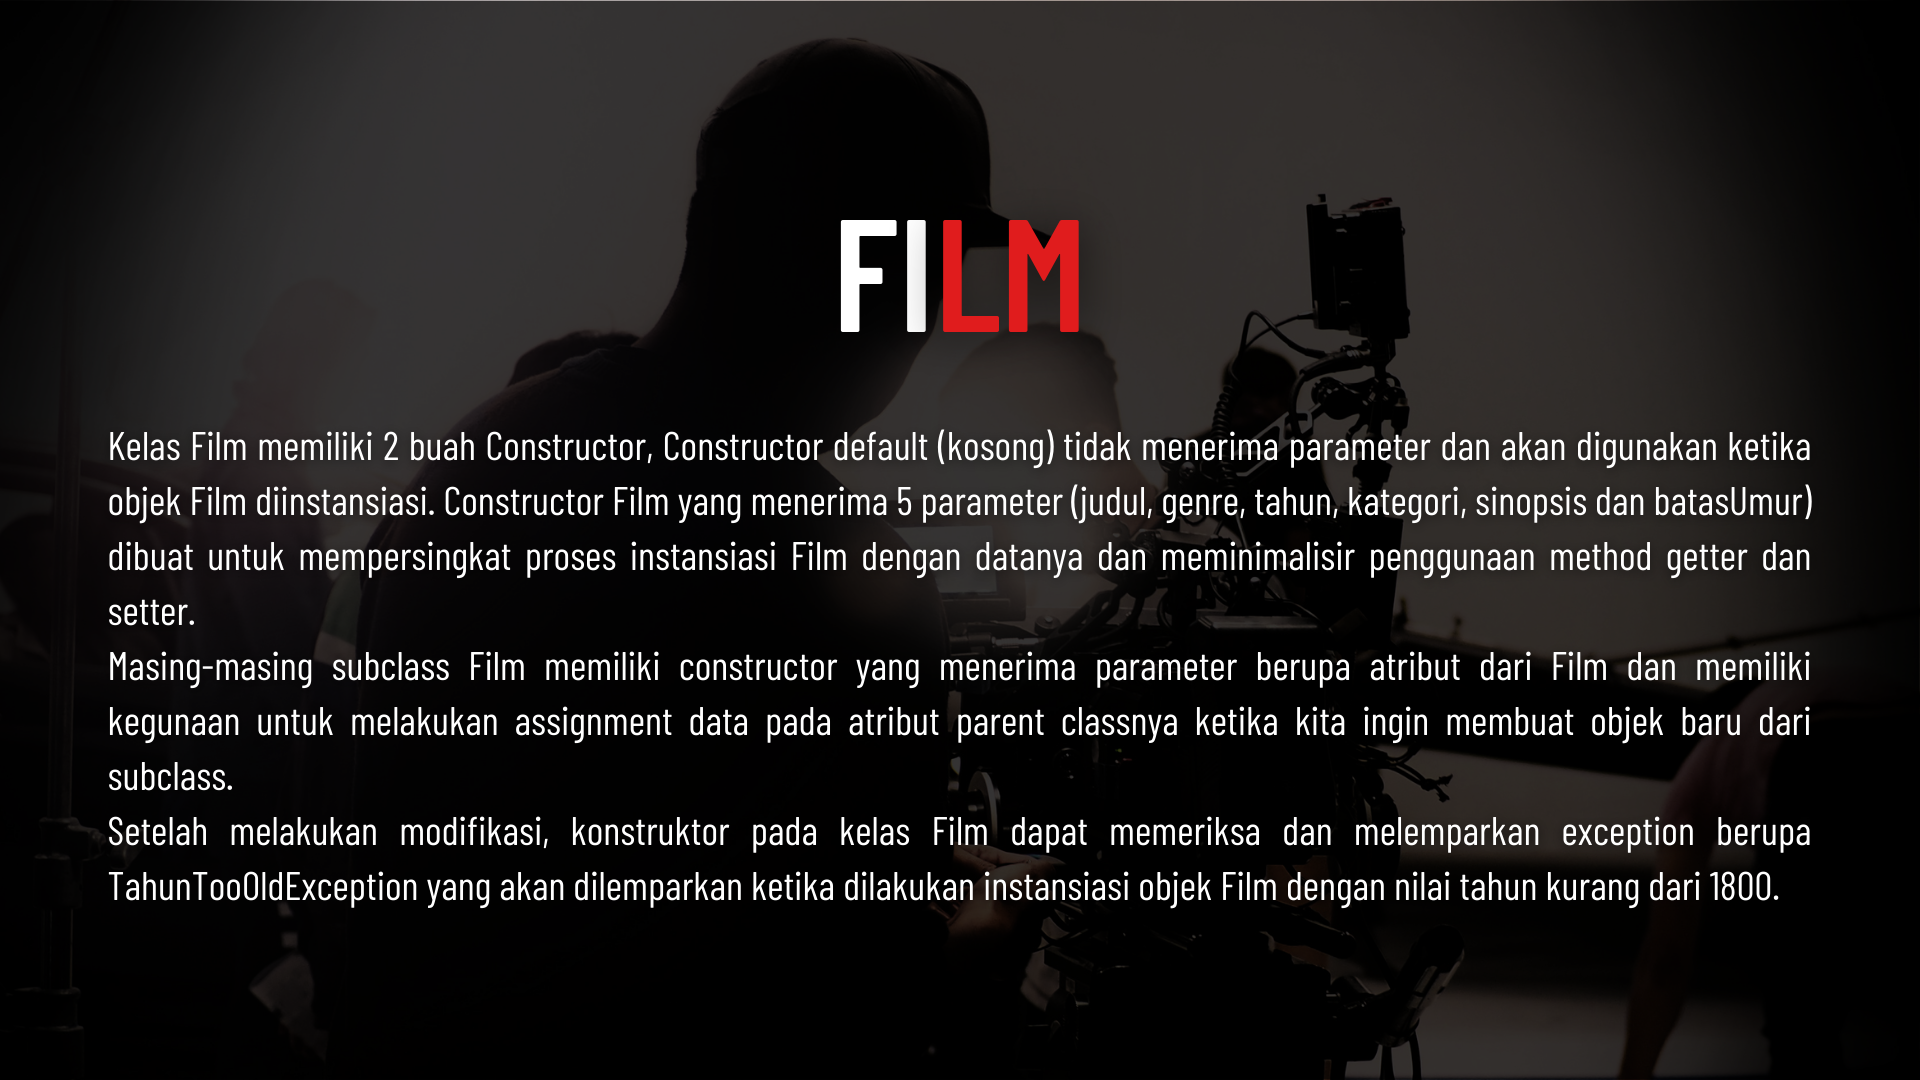 FILM
Kelas Film memiliki 2 buah Constructor, Constructor default (kosong) tidak menerima parameter dan akan digunakan ketika
objek Film diinstansiasi. Constructor Film yang menerima 5 parameter (judul, genre, tahun, kategori, sinopsis dan batasUmur)
dibuat untuk mempersingkat proses instansiasi Film dengan datanya dan meminimalisir penggunaan method getter dan
setter.
Masing-masing subclass Film memiliki constructor yang menerima parameter berupa atribut dari Film dan memiliki
kegunaan untuk melakukan assignment data pada atribut parent classnya ketika kita ingin membuat objek baru dari
subclass.
Setelah melakukan modifikasi, konstruktor pada kelas Film dapat memeriksa dan melemparkan exception berupa
TahunTooOldException yang akan dilemparkan ketika dilakukan instansiasi objek Film dengan nilai tahun kurang dari 1800.